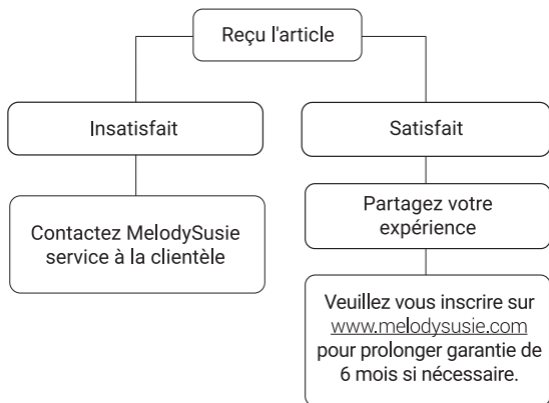 Reçu l'article
Insatisfait
Satisfait
Contactez MelodySusie
service à la clientèle
Partagez votre
expérience
Veuillez vous inscrire sur
www.melodysusie.com
pour prolonger garantie de
6 mois si nécessaire.